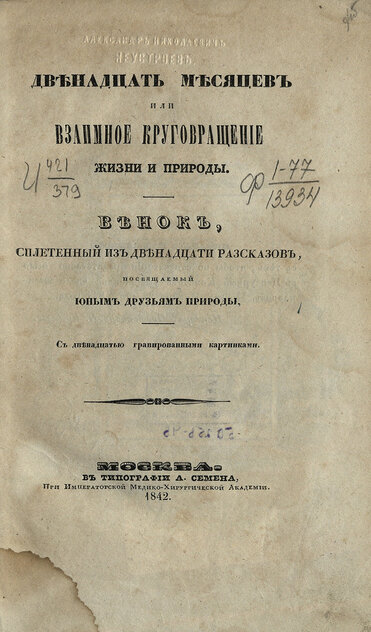 АЛЕКСАНДРЪ НИКОЛАЕВИЧЪ
НЕУСТРОЕВЪ.
ДВѢНАДЦАТЬ МѢСЯЦЕВЪ
ИЛИ
ВЗАИМНОЕ КРУГОВРАЩЕНІЕ
ЖИЗНИ И ПРИРОДЫ.
И 421
379
Ф 1-77
13934
ВѢНОКЪ,
СПЛЕТЕННЫЙ ИЗЪ ДВѢНАДЦАТИ РАЗСКАЗОВЪ,
ПОСВЯЩАЕМЫЙ
ЮНЫМЪ ДРУЗЬЯМЪ ПРИРОДЫ,
Съ двѣнадцатью гравированными картинками.
МОСКВА.
ВЪ ТИПОГРАФІИ А. СЕМЕНА,
При Императорской Медико-Хирургической Академіи.
1842.